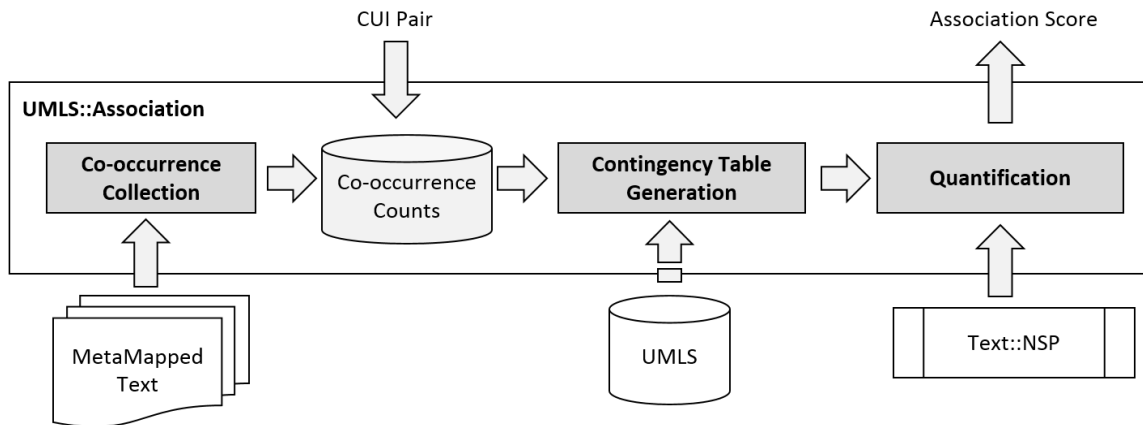 CUI Pair
Association Score
UMLS::Association
Co-occurrence
Collection
Co-occurrence
Counts
Contingency Table
Generation
Quantification
MetaMapped
Text
UMLS
Text::NSP